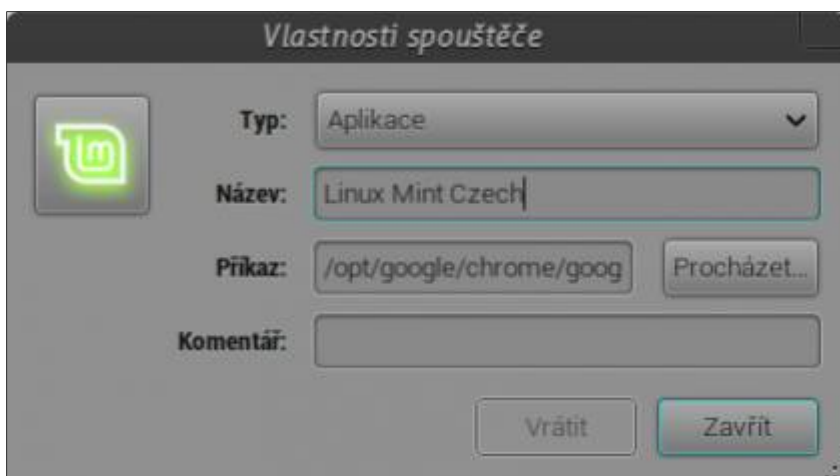 Vlastnosti spouštěče
Typ: Aplikace
Název: Linux Mint Czech
Příkaz: /opt/google/chrome/goog Procházet...
Komentář:
Vrátit Zavřít